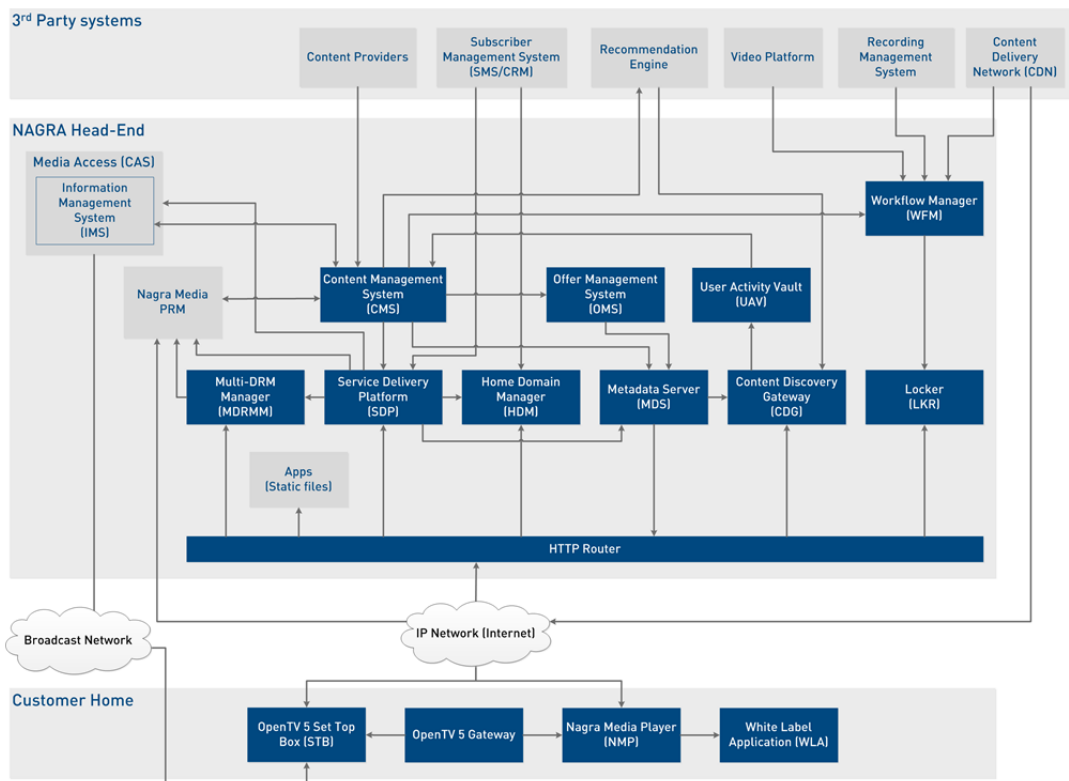 3rd Party systems
Content Providers
Subscriber
Management System
(SMS/CRM)
Recommendation
Engine
Video Platform
Recording
Management
System
Content
Delivery
Network (CDN)
NAGRA Head-End
Media Access (CAS)
Information
Management
System
(IMS)
Workflow Manager
(WFM)
Nagra Media
PRM
Content Management
System
(CMS)
Offer Management
System
(OMS)
User Activity Vault
(UAV)
Multi-DRM
Manager
(MDRMM)
Service Delivery
Platform
(SDP)
Home Domain
Manager
(HDM)
Metadata Server
(MDS)
Content Discovery
Gateway
(CDG)
Locker
(LKR)
Apps
(Static files)
HTTP Router
Broadcast Network
IP Network (Internet)
Customer Home
OpenTV 5 Set Top
Box (STB)
OpenTV 5 Gateway
Nagra Media Player
(NMP)
White Label
Application (WLA)